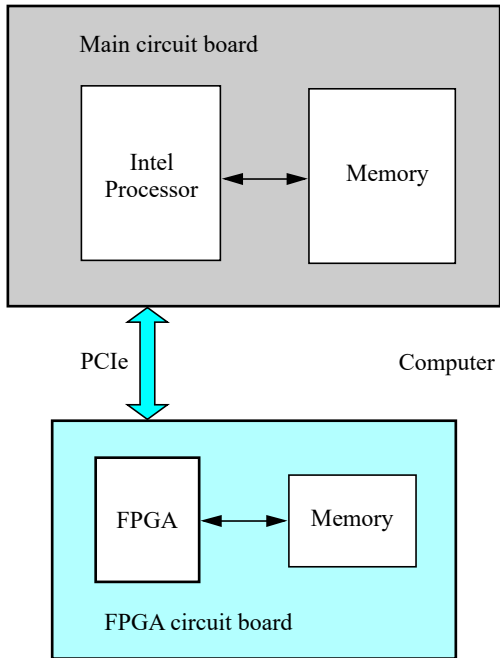 Main circuit board
Intel
Processor
Memory
PCIe
Computer
FPGA
Memory
FPGA circuit board